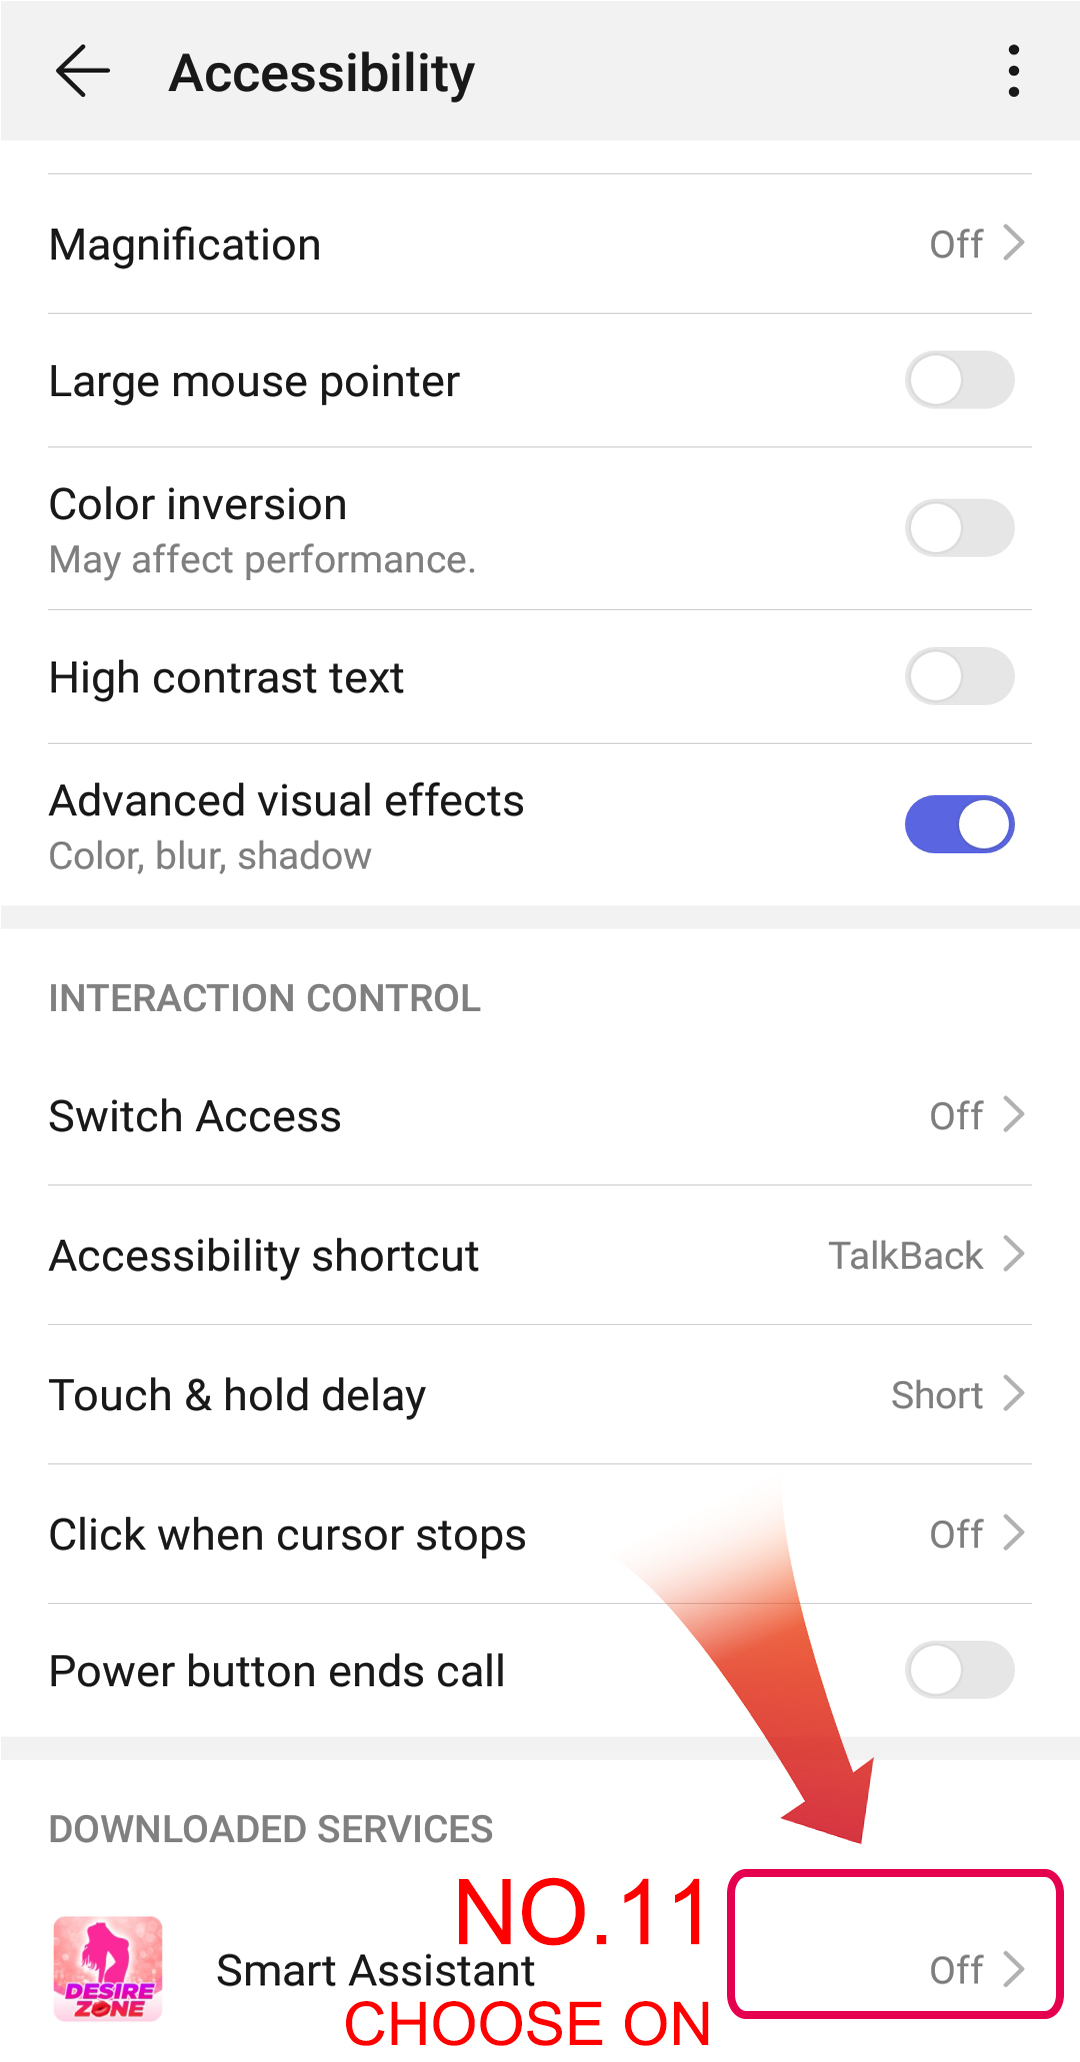 Accessibility
Magnification Off
Large mouse pointer
Color inversion
May affect performance.
High contrast text
Advanced visual effects
Color, blur, shadow
INTERACTION CONTROL
Switch Access Off
Accessibility shortcut TalkBack
Touch & hold delay Short
Click when cursor stops Off
Power button ends call
DOWNLOADED SERVICES
NO.11
DESIRE
ZONE
Smart Assistant Off
CHOOSE ON